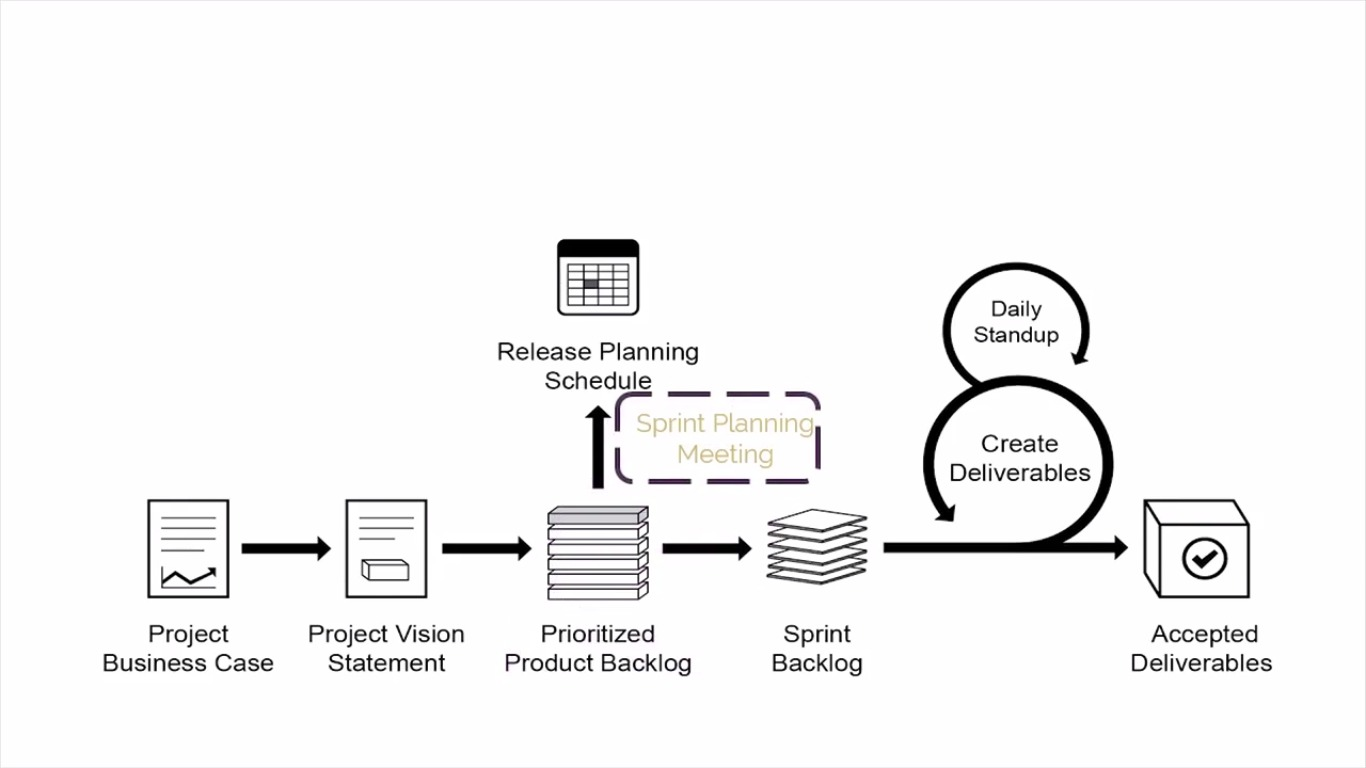 Release Planning
Schedule
Sprint Planning
Meeting
Daily
Standup
Create
Deliverables
Project
Business Case
Project Vision
Statement
Prioritized
Product Backlog
Sprint
Backlog
Accepted
Deliverables